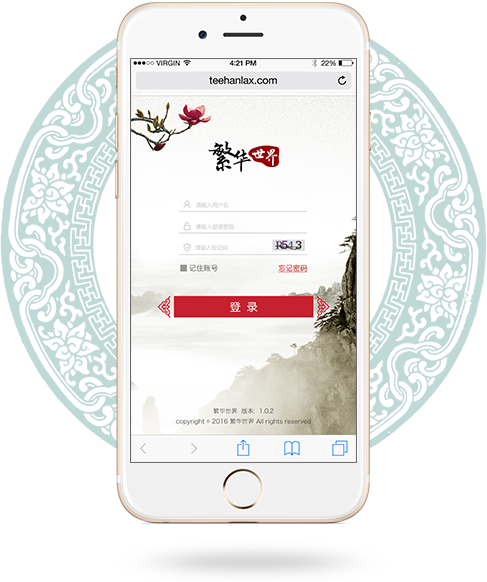 VIRGIN 4:21 PM 22%
teehanlax.com
繁华世界
请输入用户名
请输入登录密码
请输入验证码
记住账号 忘记密码
登录
繁华世界 版本: 1.0.2
copyright © 2016 繁华世界 All rights reserved